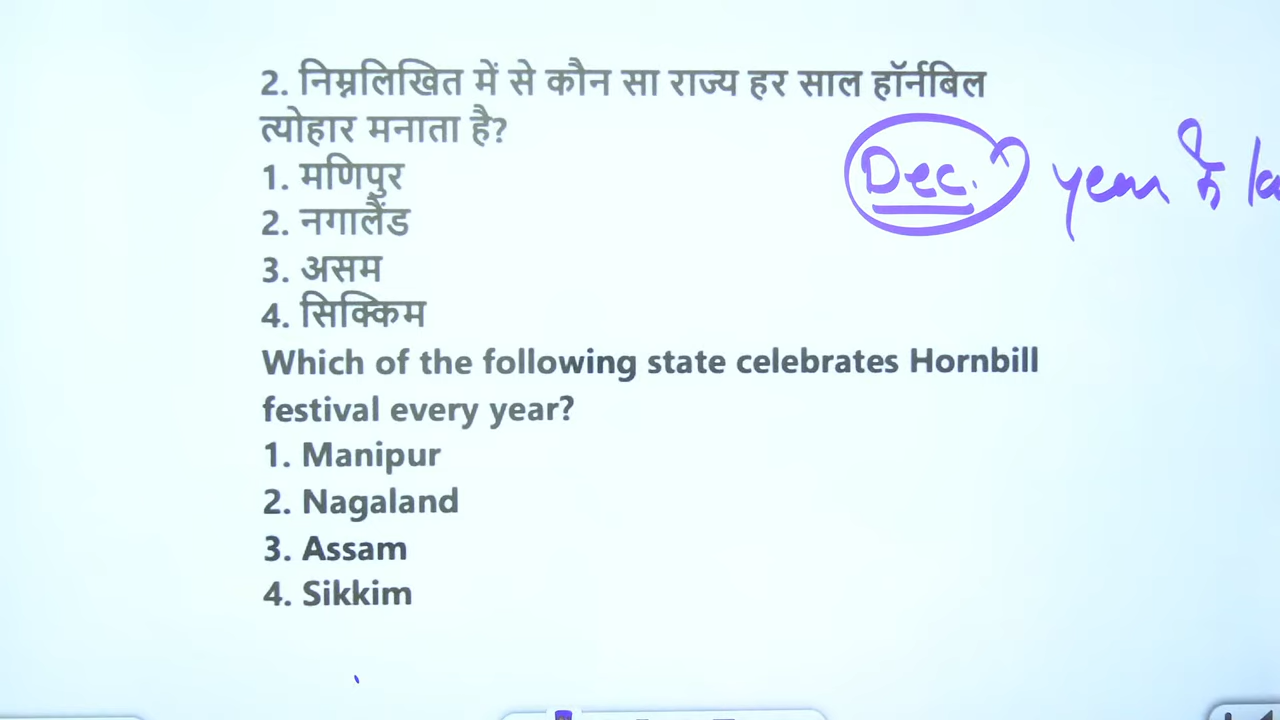 2. निम्नलिखित में से कौन सा राज्य हर साल हॉर्नबिल
त्योहार मनाता है?
Dec. year के
1. मणिपुर
2. नगालैंड
3. असम
4. सिक्किम
Which of the following state celebrates Hornbill
festival every year?
1. Manipur
2. Nagaland
3. Assam
4. Sikkim